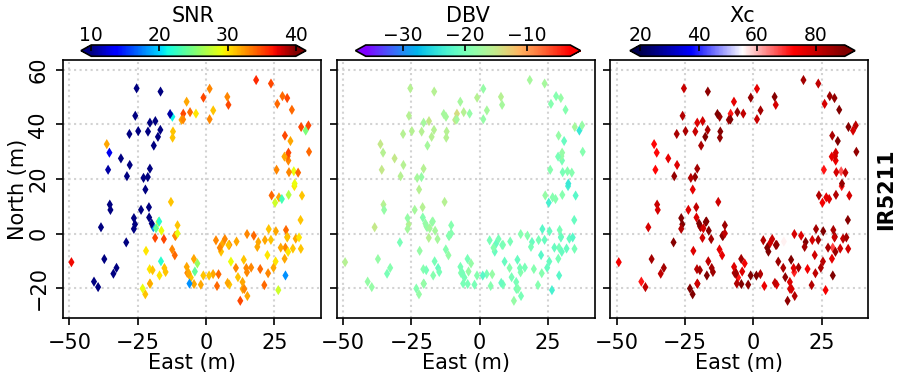 SNR DBV Xc
10 20 30 40 −30 −20 −10 20 40 60 80
60
40
20
0
−20
North (m)
−50 −25 0 25 −50 −25 0 25 −50 −25 0 25
East (m) East (m) East (m)
IR5211